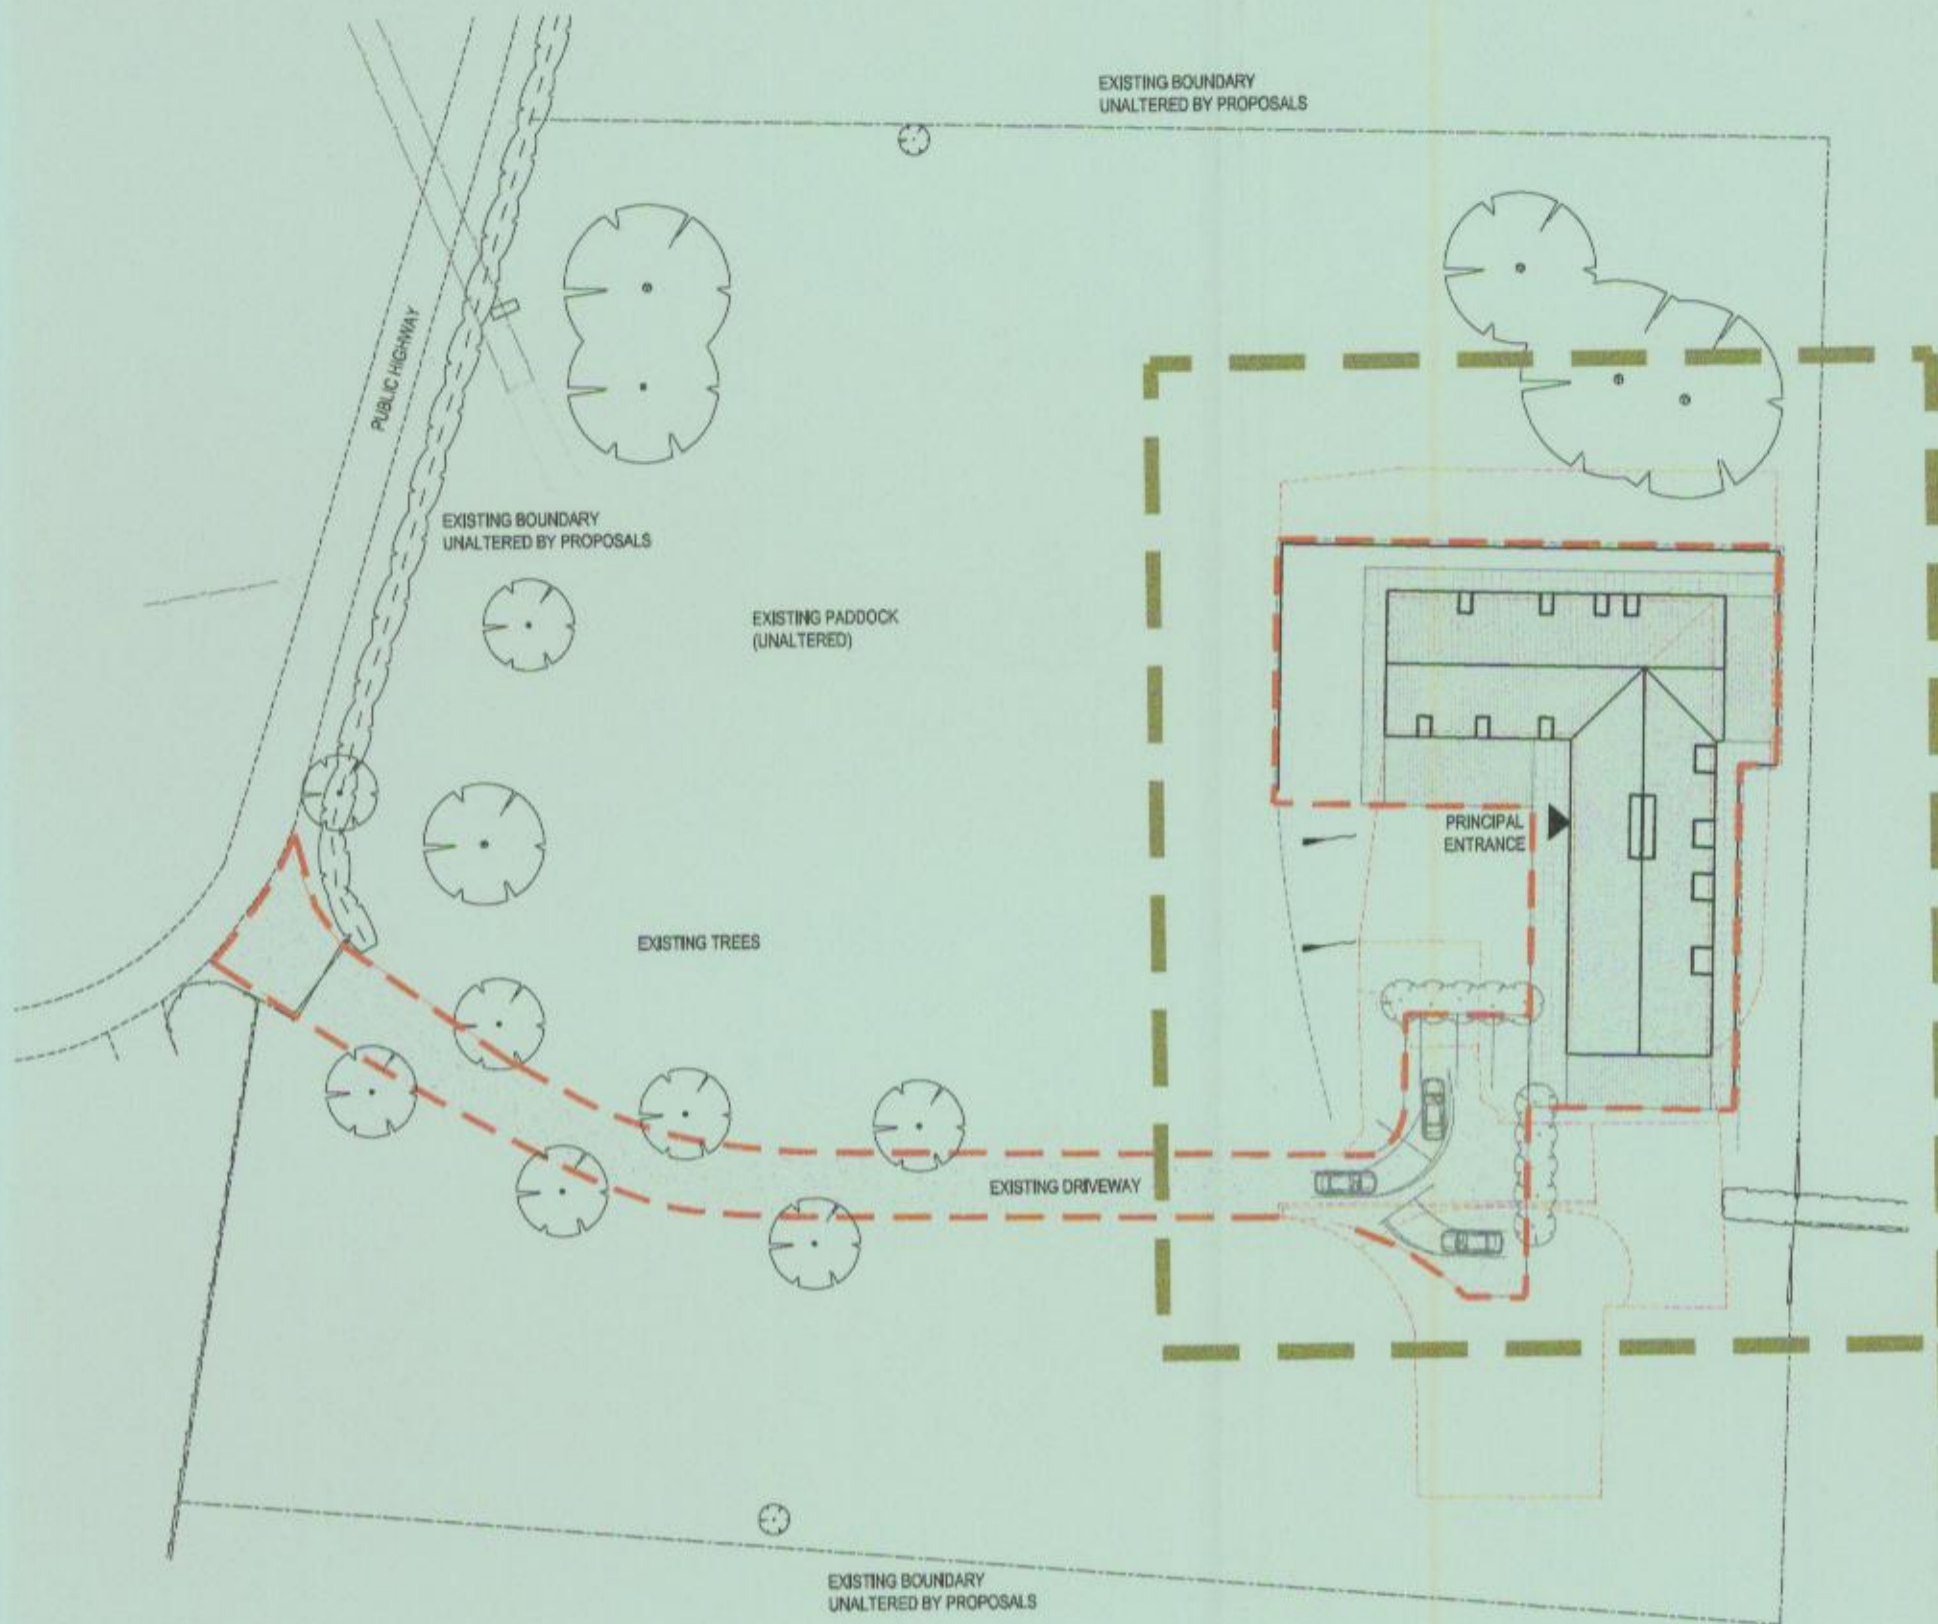 EXISTING BOUNDARY
UNALTERED BY PROPOSALS
PUBLIC HIGHWAY
EXISTING BOUNDARY
UNALTERED BY PROPOSALS
EXISTING PADDOCK
(UNALTERED)
PRINCIPAL
ENTRANCE
EXISTING TREES
EXISTING DRIVEWAY
EXISTING BOUNDARY
UNALTERED BY PROPOSALS